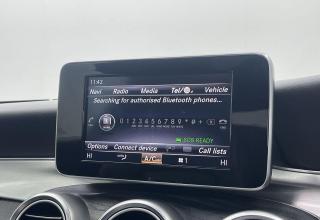 11:42
Navi Radio Media Tel/ Vehicle
Searching for authorised Bluetooth phones...
0 1 2 3 4 5 6 7 8 9 * # +
SOS READY
Options Connect device Call lists
HI A/C 1 HI